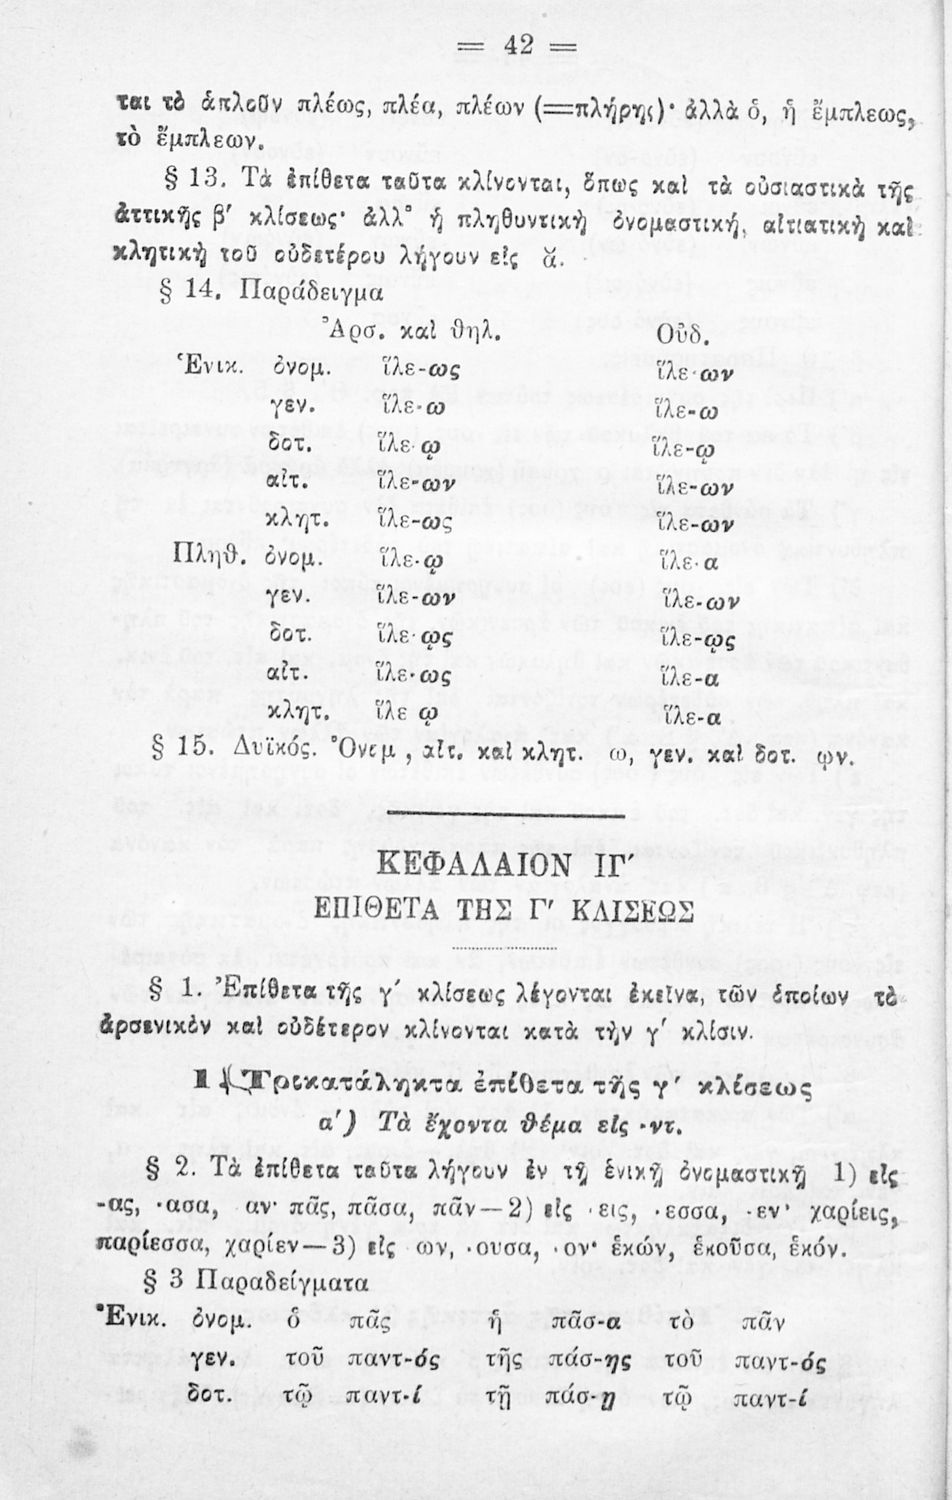 = 42 =
ται τὸ ἁπλοῦν πλέως, πλέα, πλέων (=πλήρης)· ἀλλὰ ὁ, ἡ ἔμπλεως,
τὸ ἔμπλεων.
§ 13. Τὰ ἐπίθετα ταῦτα κλίνονται, ὅπως καὶ τὰ οὐσιαστικὰ τῆς
ἀττικῆς β′ κλίσεως· ἀλλ' ἡ πληθυντικὴ ὀνομαστική, αἰτιατικὴ καὶ
κλητικὴ τοῦ οὐδετέρου λήγουν εἰς ᾰ.
§ 14. Παράδειγμα
Ἀρσ. καὶ θηλ. Οὐδ.
Ἑνικ. ὀνομ. ἵλε-ως ἵλε-ων
γεν. ἵλε-ω ἵλε-ω
δοτ. ἵλε-ῳ ἵλε-ῳ
αἰτ. ἵλε-ων ἵλε-ων
κλητ. ἵλε-ως ἵλε-ων
Πληθ. ὀνομ. ἵλε-ῳ ἵλε-α
γεν. ἵλε-ων ἵλε-ων
δοτ. ἵλε-ῳς ἵλε-ῳς
αἰτ. ἵλε-ως ἵλε-α
κλητ. ἵλε ῳ ἵλε-α
§ 15. Δυϊκός. Ὀνομ, αἰτ. καὶ κλητ. ω, γεν. καὶ δοτ. ῳν.
ΚΕΦΑΛΑΙΟΝ ΙΓ′
ΕΠΙΘΕΤΑ ΤΗΣ Γ′ ΚΛΙΣΕΩΣ
§ 1. Ἐπίθετα τῆς γ′ κλίσεως λέγονται ἐκεῖνα, τῶν ὁποίων τὸ
ἀρσενικὸν καὶ οὐδέτερον κλίνονται κατὰ τὴν γ′ κλίσιν.
1 Τρικατάληκτα ἐπίθετα τῆς γ′ κλίσεως
α′) Τὰ ἔχοντα θέμα εἰς -ντ.
§ 2. Τὰ ἐπίθετα ταῦτα λήγουν ἐν τῇ ἑνικῇ ὀνομαστικῇ 1) εἰς
-ας, -ασα, αν· πᾶς, πᾶσα, πᾶν—2) εἰς -εις, -εσσα, -εν· χαρίεις,
παρίεσσα, χαρίεν—3) εἰς ων, -ουσα, -ον· ἑκών, ἑκοῦσα, ἑκόν.
§ 3 Παραδείγματα
Ἑνικ. ὀνομ. ὁ πᾶς ἡ πᾶσ-α τὸ πᾶν
γεν. τοῦ παντ-ός τῆς πάσ-ης τοῦ παντ-ός
δοτ. τῷ παντ-ί τῇ πάσ-ῃ τῷ παντ-ί